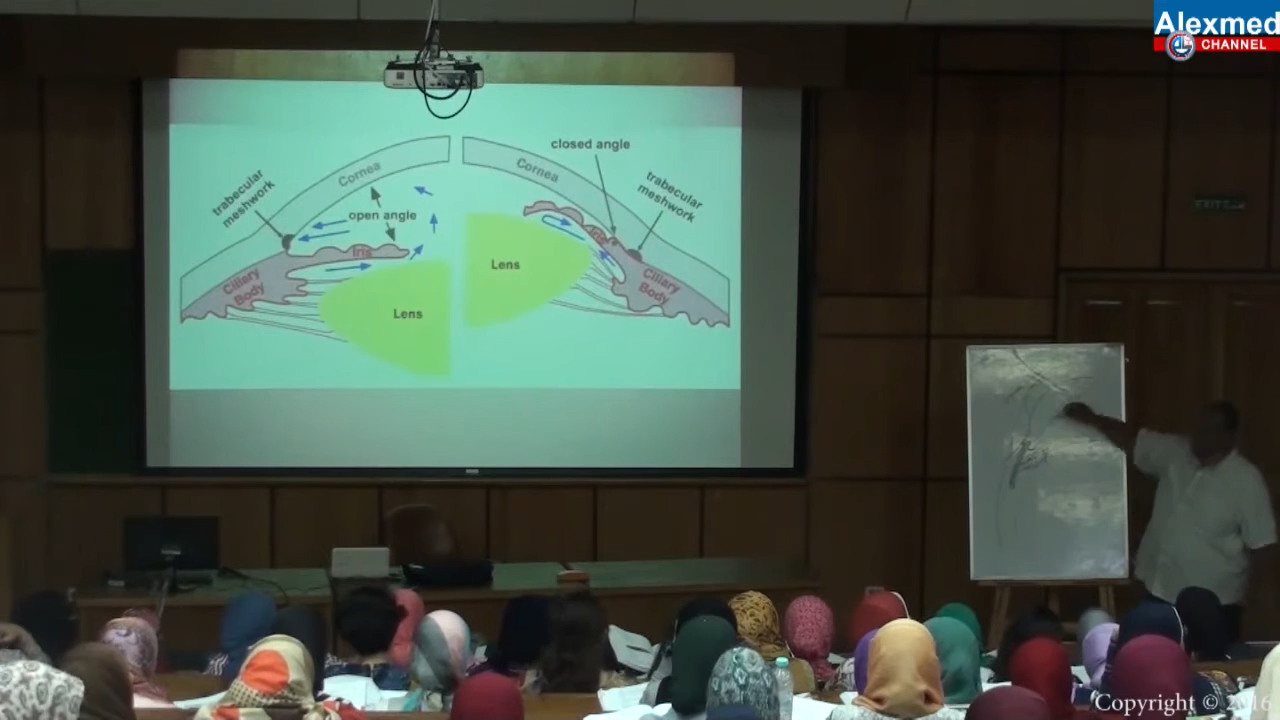 Alexmed
CHANNEL
closed angle
Cornea
Cornea
trabecular
meshwork
trabecular
meshwork
open angle
Iris
Iris
Ciliary
Body
Lens
Lens
Ciliary
Body
EXIT
Copyright © 2016